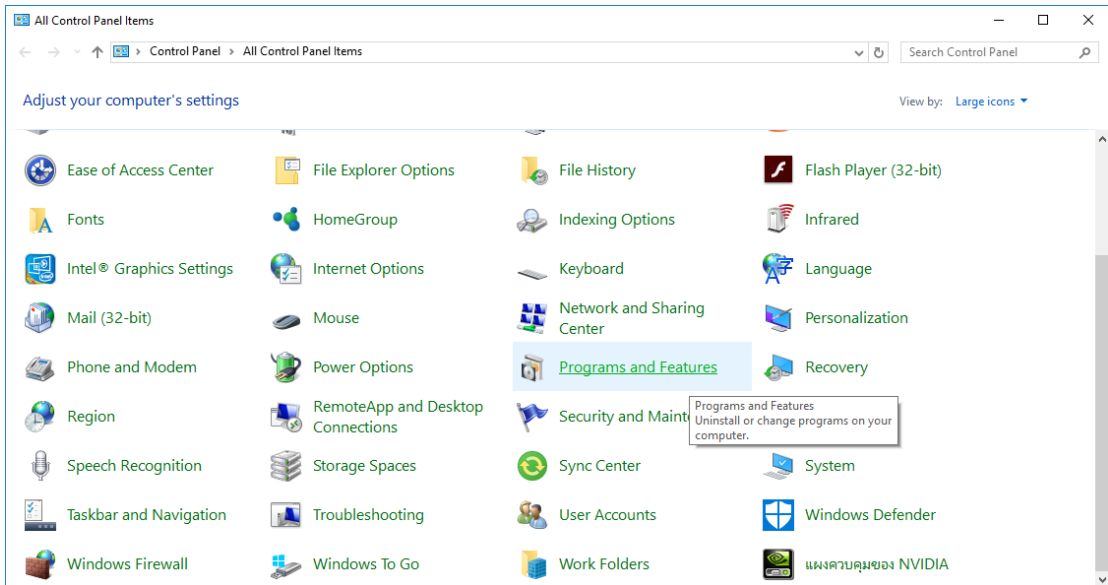 All Control Panel Items
Control Panel > All Control Panel Items
Search Control Panel
Adjust your computer's settings
View by: Large icons
Ease of Access Center
File Explorer Options
File History
Flash Player (32-bit)
Fonts
HomeGroup
Indexing Options
Infrared
Intel® Graphics Settings
Internet Options
Keyboard
Language
Mail (32-bit)
Mouse
Network and Sharing
Center
Personalization
Phone and Modem
Power Options
Programs and Features
Recovery
Region
RemoteApp and Desktop
Connections
Security and Maint
Programs and Features
Uninstall or change programs on your
computer.
Speech Recognition
Storage Spaces
Sync Center
System
Taskbar and Navigation
Troubleshooting
User Accounts
Windows Defender
Windows Firewall
Windows To Go
Work Folders
แผงควบคุมของ NVIDIA